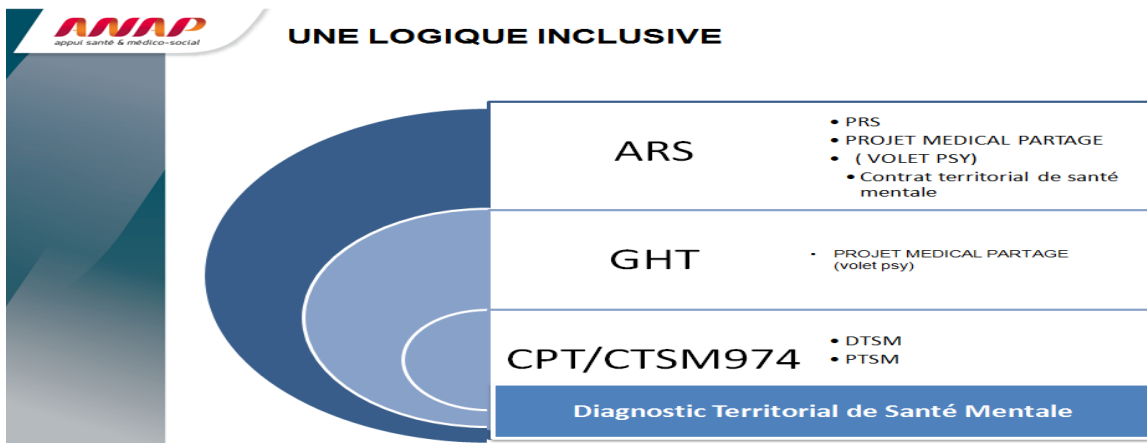 ANAP
appui santé & médico-social
UNE LOGIQUE INCLUSIVE
ARS
• PRS
• PROJET MEDICAL PARTAGE
• ( VOLET PSY)
• Contrat territorial de santé
mentale
GHT
• PROJET MEDICAL PARTAGE
(volet psy)
CPT/CTSM974
• DTSM
• PTSM
Diagnostic Territorial de Santé Mentale